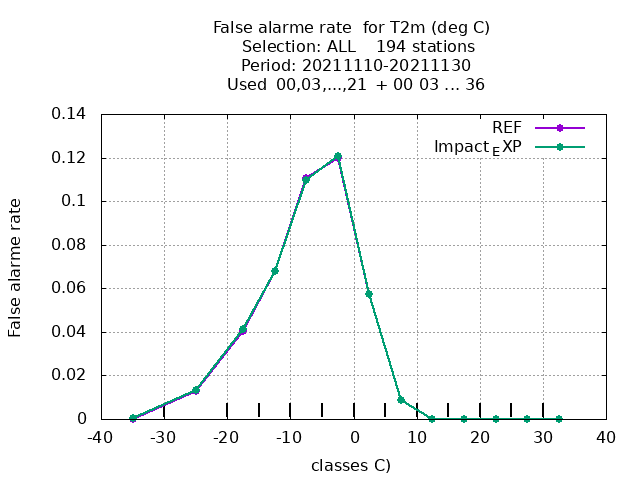 False alarme rate  for T2m (deg C)
Selection: ALL    194 stations
Period: 20211110-20211130
Used  00,03,...,21  + 00 03 ... 36
REF
Impact_EXP
0.14
0.12
0.1
0.08
0.06
0.04
0.02
0
False alarme rate
-40 -30 -20 -10 0 10 20 30 40
classes C)